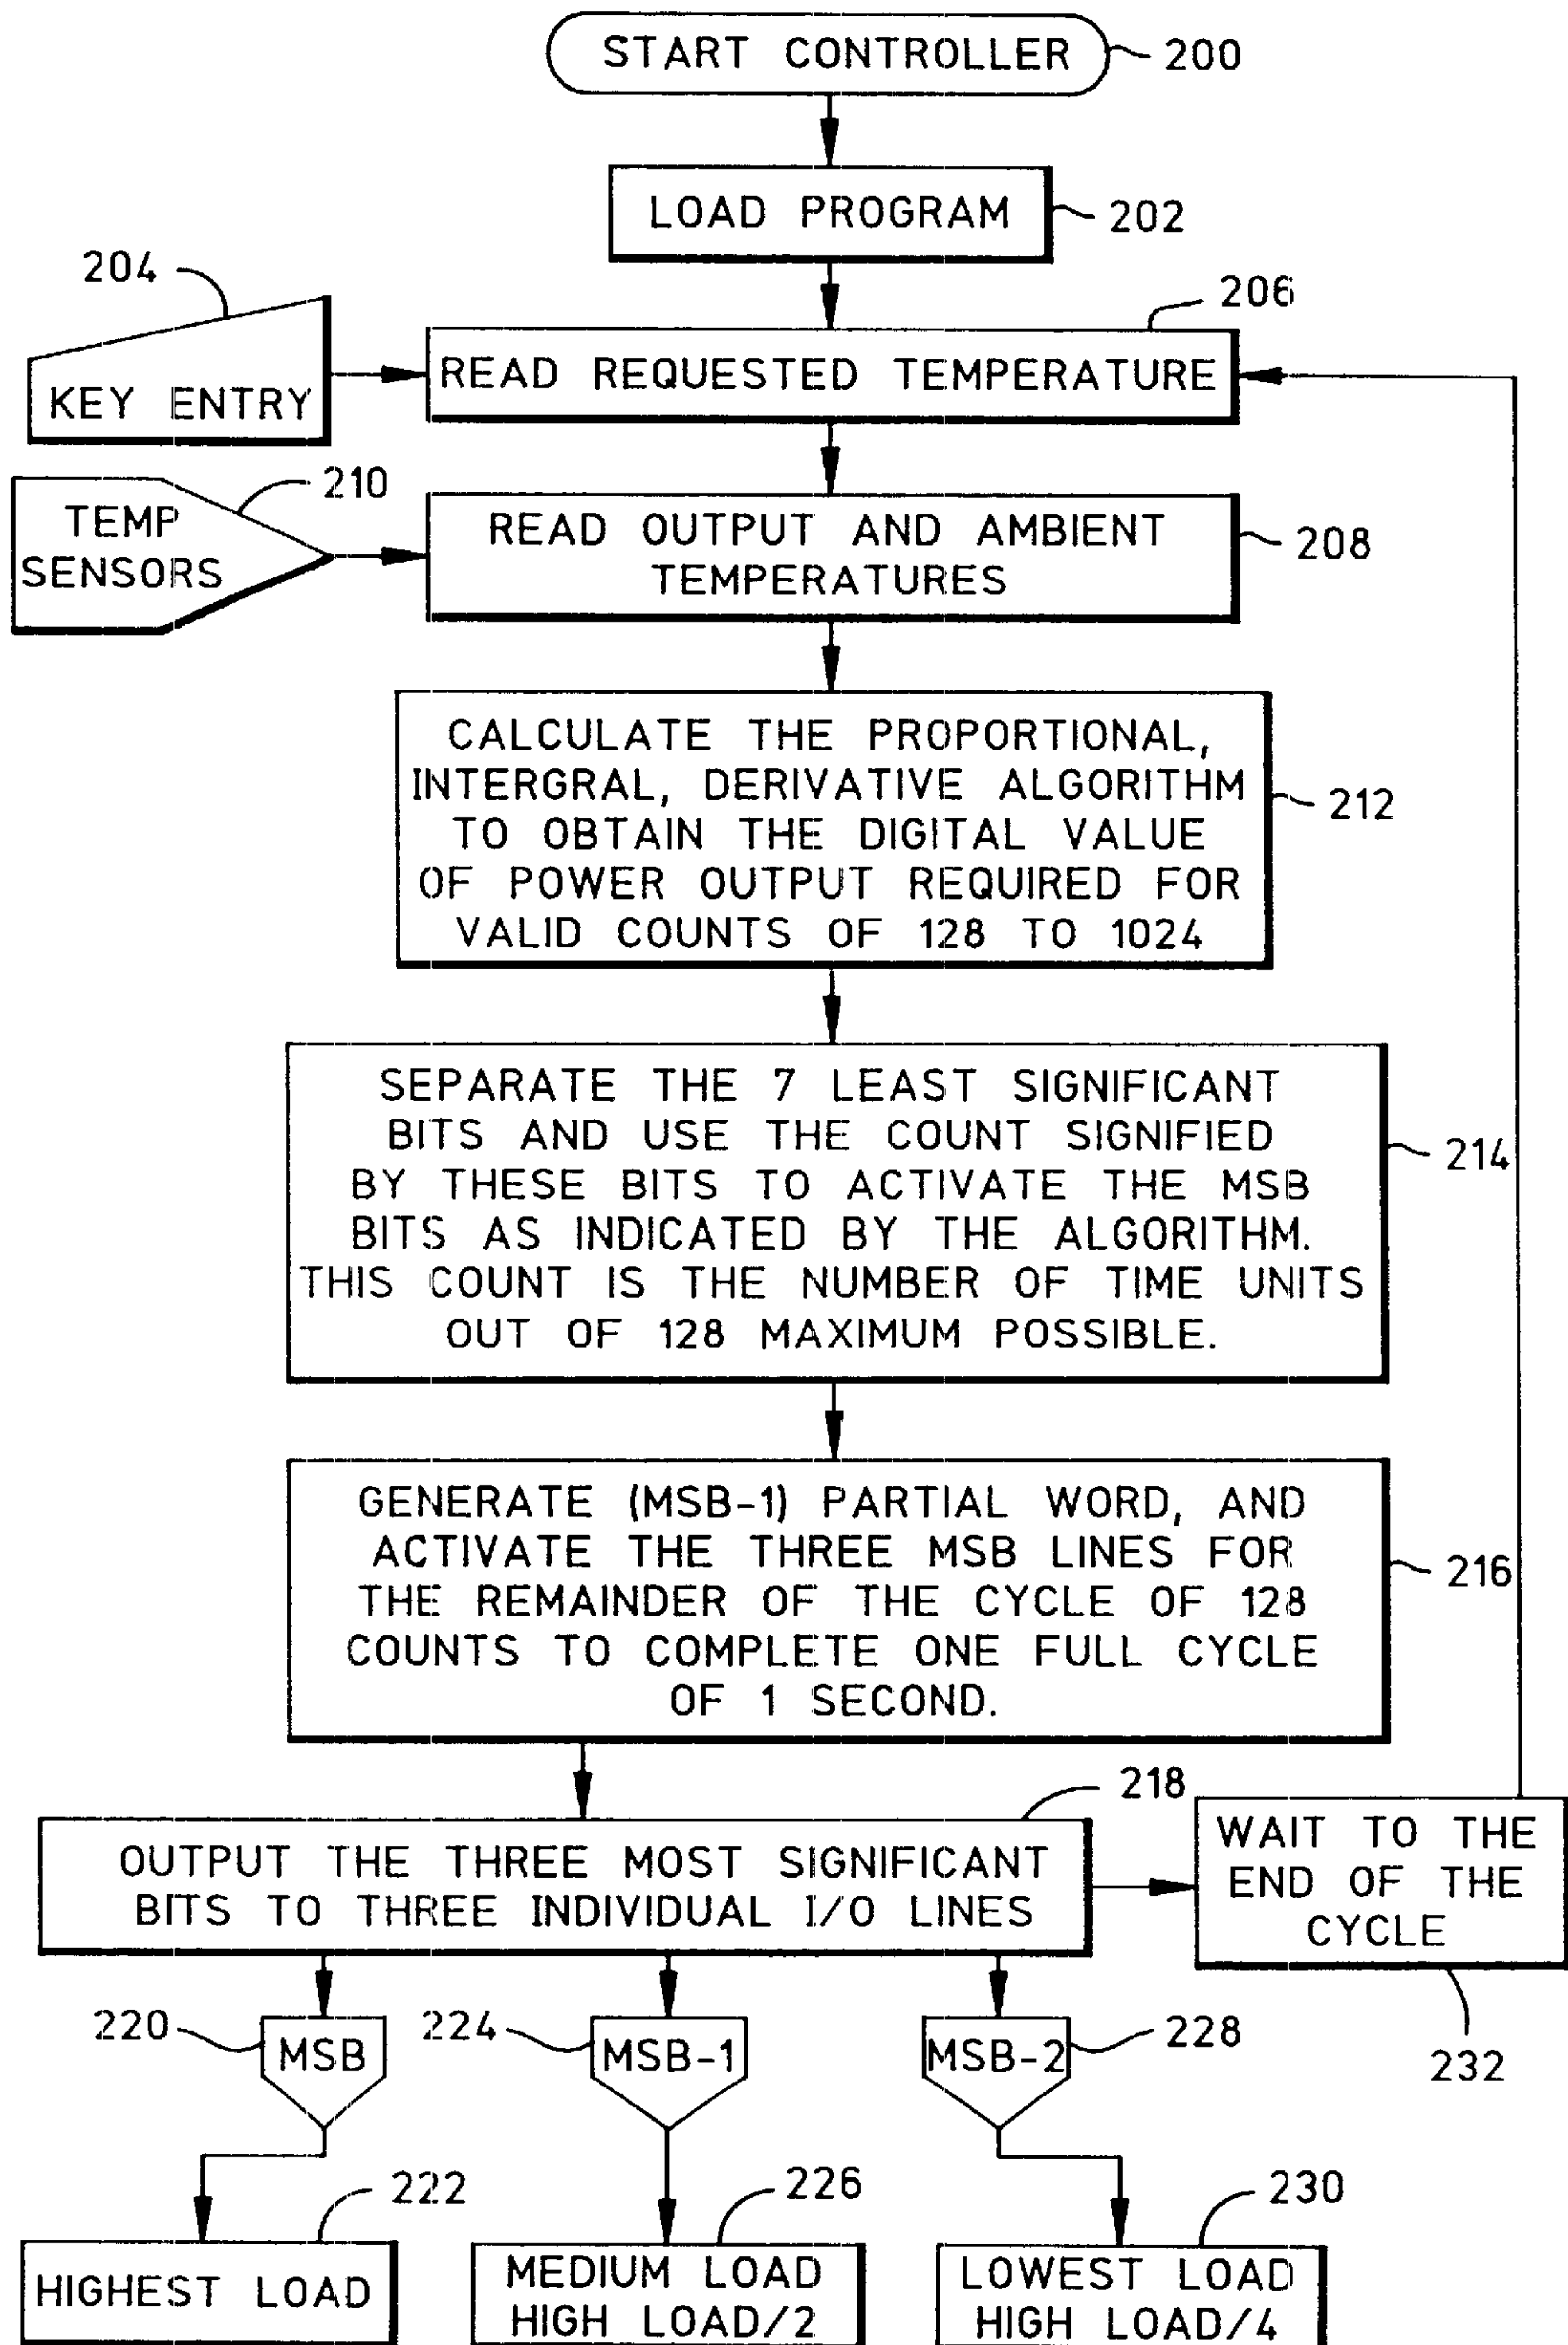 START CONTROLLER
200
LOAD PROGRAM
202
204
KEY ENTRY
206
READ REQUESTED TEMPERATURE
210
TEMP
SENSORS
READ OUTPUT AND AMBIENT
TEMPERATURES
208
CALCULATE THE PROPORTIONAL,
INTERGRAL, DERIVATIVE ALGORITHM
TO OBTAIN THE DIGITAL VALUE
OF POWER OUTPUT REQUIRED FOR
VALID COUNTS OF 128 TO 1024
212
SEPARATE THE 7 LEAST SIGNIFICANT
BITS AND USE THE COUNT SIGNIFIED
BY THESE BITS TO ACTIVATE THE MSB
BITS AS INDICATED BY THE ALGORITHM.
THIS COUNT IS THE NUMBER OF TIME UNITS
OUT OF 128 MAXIMUM POSSIBLE.
214
GENERATE (MSB-1) PARTIAL WORD, AND
ACTIVATE THE THREE MSB LINES FOR
THE REMAINDER OF THE CYCLE OF 128
COUNTS TO COMPLETE ONE FULL CYCLE
OF 1 SECOND.
216
218
OUTPUT THE THREE MOST SIGNIFICANT
BITS TO THREE INDIVIDUAL I/O LINES
WAIT TO THE
END OF THE
CYCLE
232
220
MSB
224
MSB-1
MSB-2
228
222
HIGHEST LOAD
226
MEDIUM LOAD
HIGH LOAD/2
230
LOWEST LOAD
HIGH LOAD/4